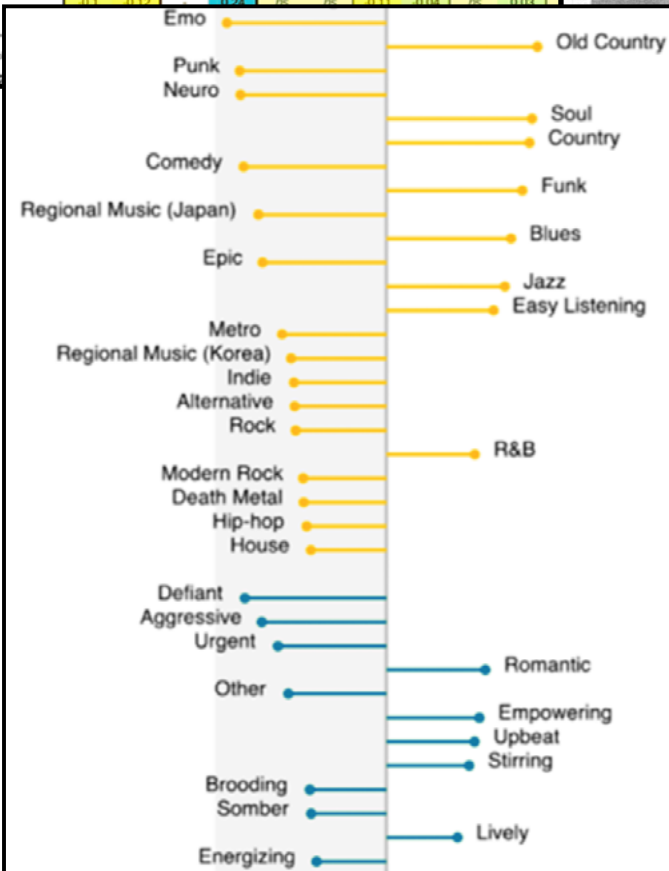 Emo
Old Country
Punk
Neuro
Soul
Country
Comedy
Funk
Regional Music (Japan)
Blues
Epic
Jazz
Easy Listening
Metro
Regional Music (Korea)
Indie
Alternative
Rock
R&B
Modern Rock
Death Metal
Hip-hop
House
Defiant
Aggressive
Urgent
Romantic
Other
Empowering
Upbeat
Stirring
Brooding
Somber
Lively
Energizing